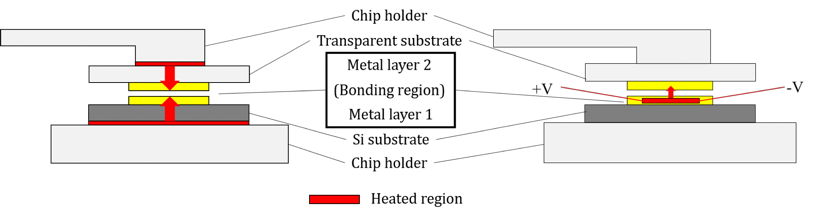 Chip holder
Transparent substrate
Metal layer 2
(Bonding region)
Metal layer 1
+V
-V
Si substrate
Chip holder
Heated region